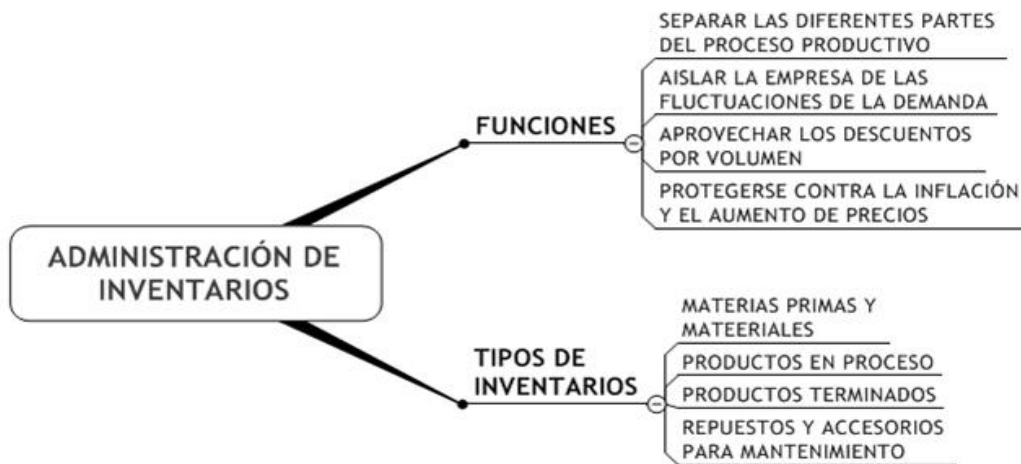 ADMINISTRACIÓN DE
INVENTARIOS
FUNCIONES
SEPARAR LAS DIFERENTES PARTES
DEL PROCESO PRODUCTIVO
AISLAR LA EMPRESA DE LAS
FLUCTUACIONES DE LA DEMANDA
APROVECHAR LOS DESCUENTOS
POR VOLUMEN
PROTEGERSE CONTRA LA INFLACIÓN
Y EL AUMENTO DE PRECIOS
TIPOS DE
INVENTARIOS
MATERIAS PRIMAS Y
MATEERIALES
PRODUCTOS EN PROCESO
PRODUCTOS TERMINADOS
REPUESTOS Y ACCESORIOS
PARA MANTENIMIENTO